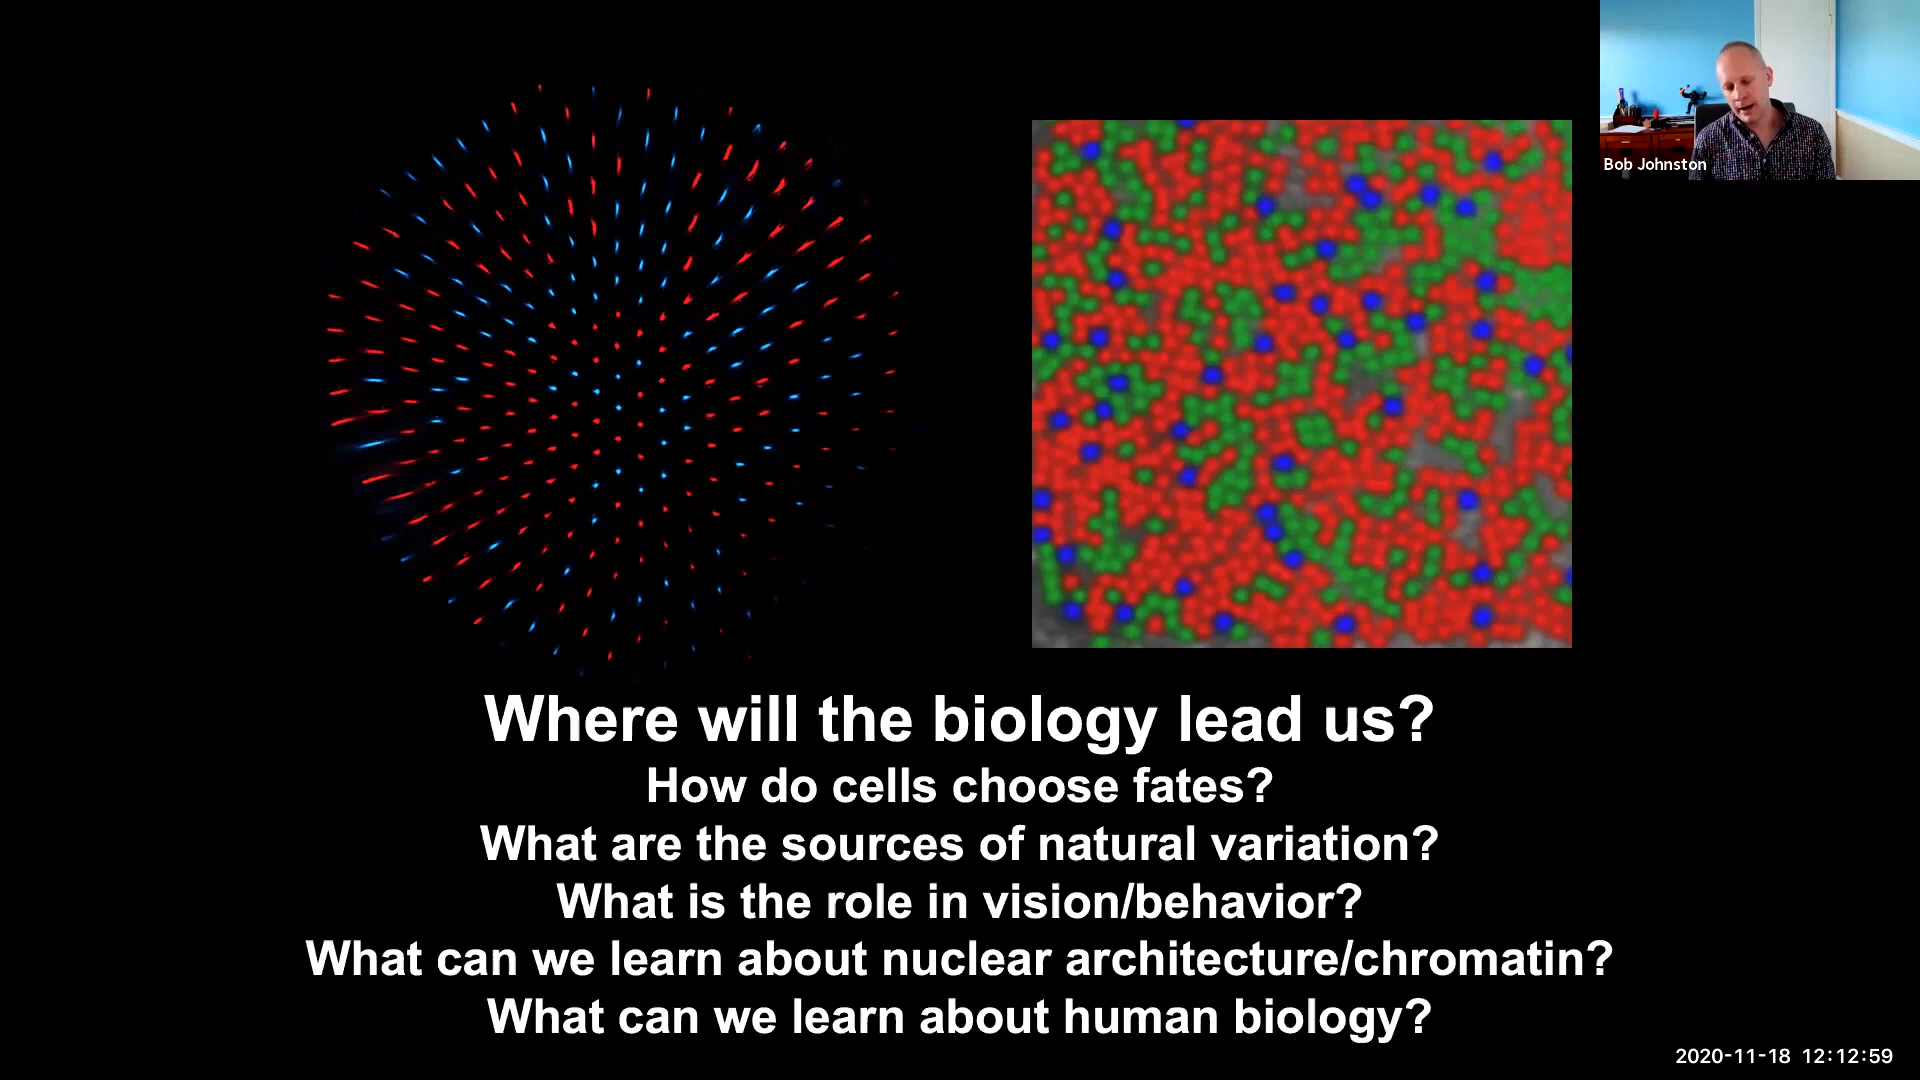 Bob Johnston
Where will the biology lead us?
How do cells choose fates?
What are the sources of natural variation?
What is the role in vision/behavior?
What can we learn about nuclear architecture/chromatin?
What can we learn about human biology?
2020-11-18 12:12:59